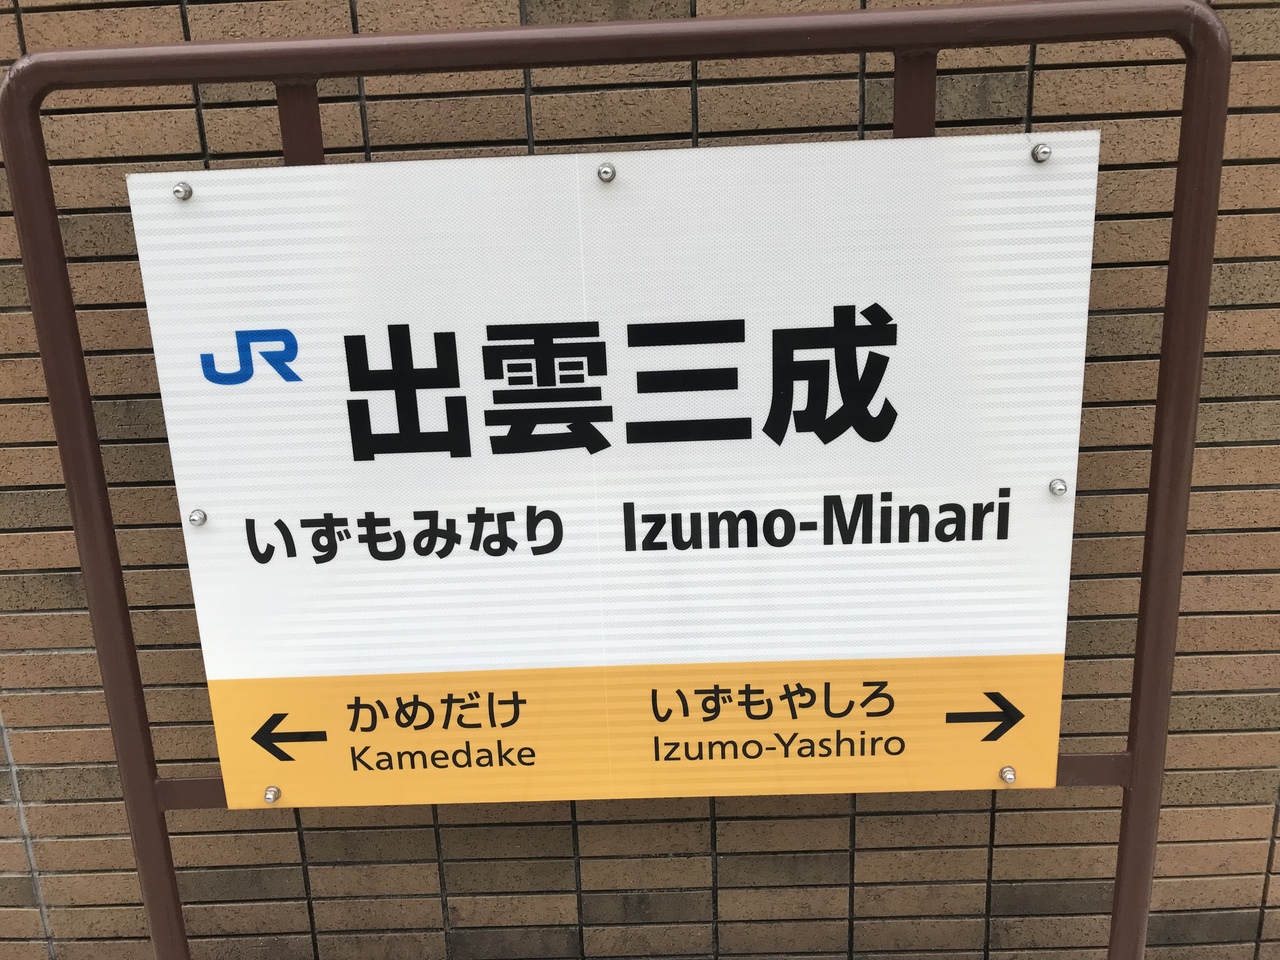 JR 出雲三成
いずもみなり Izumo-Minari
← かめだけ いずもやしろ →
Kamedake Izumo-Yashiro